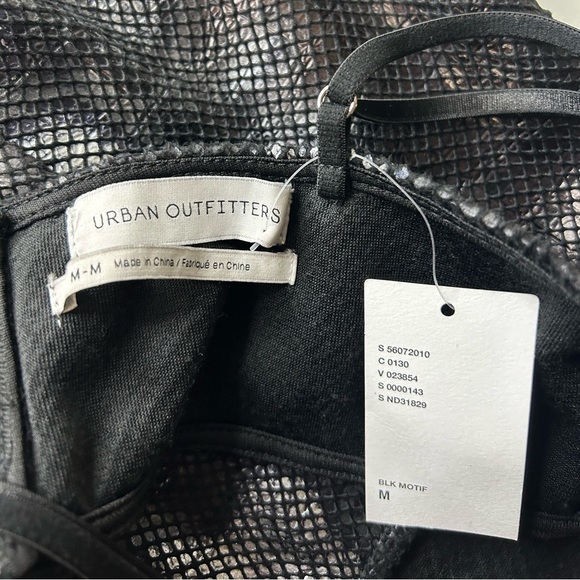 URBAN OUTFITTERS
M-M Made in China / Fabriqué en Chine
S 56072010
C 0130
V 023854
S 0000143
S ND31829
BLK MOTIF
M